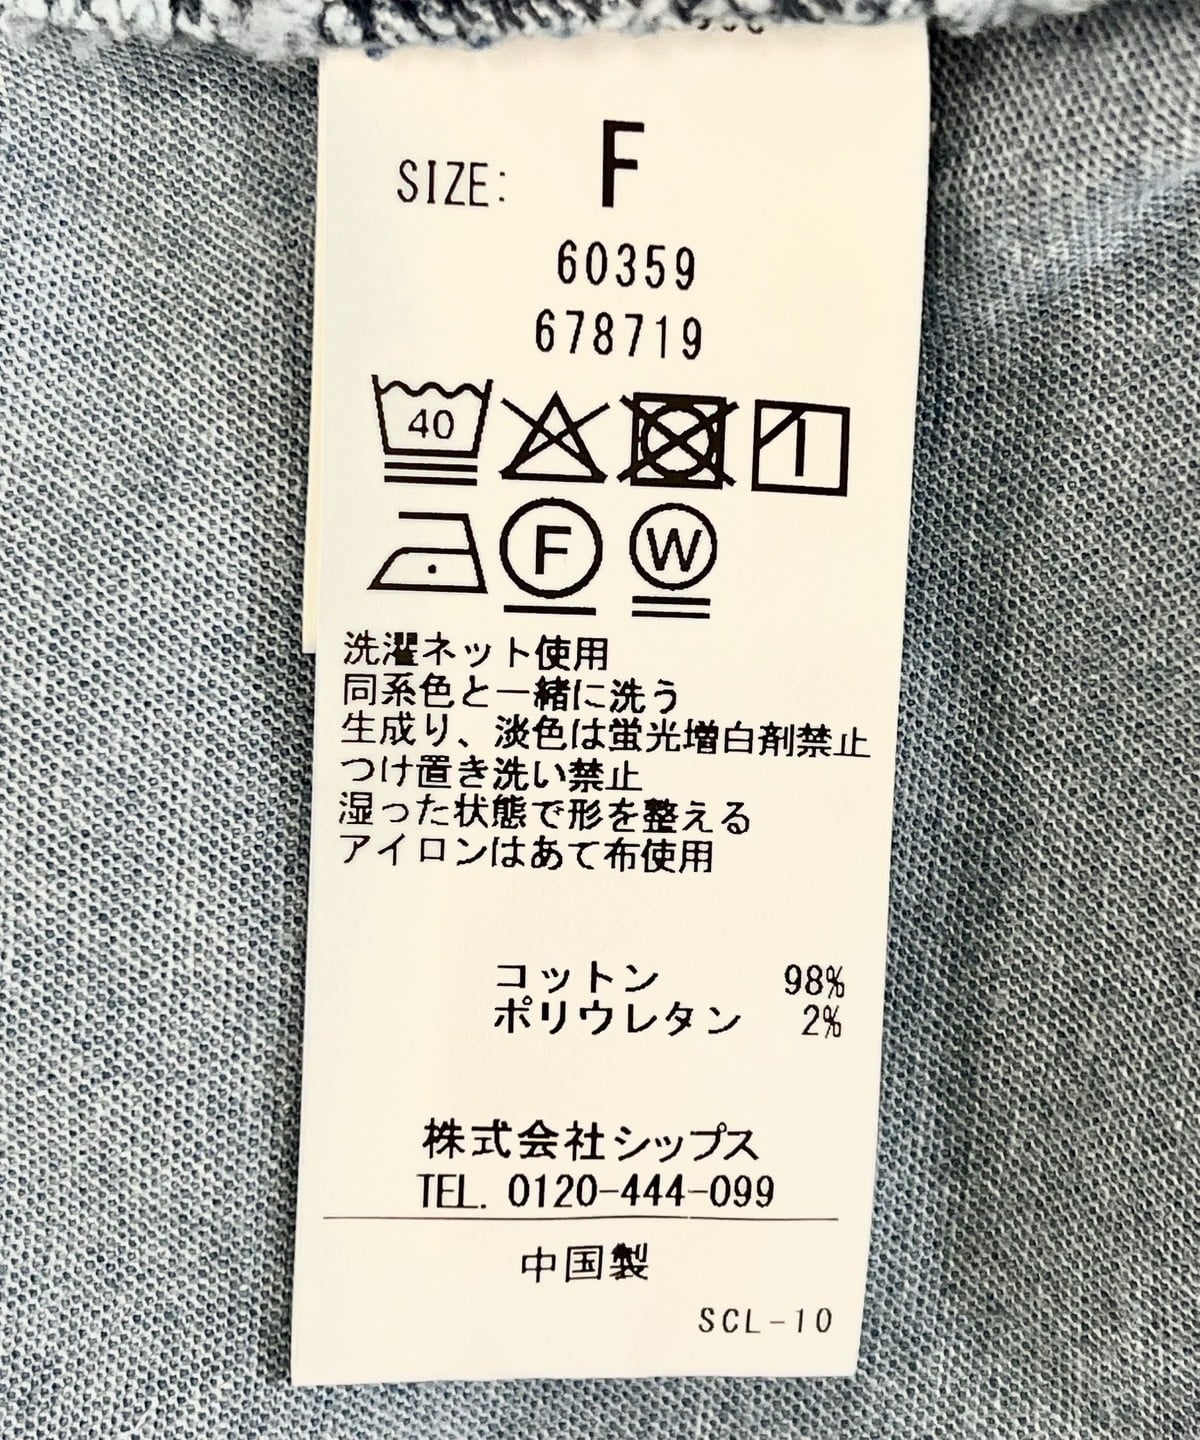 SIZE: F
60359
678719
40
F W
洗濯ネット使用
同系色と一緒に洗う
生成り、淡色は蛍光増白剤禁止
つけ置き洗い禁止
湿った状態で形を整える
アイロンはあて布使用
コットン 98%
ポリウレタン 2%
株式会社シップス
TEL. 0120-444-099
中国製
SCL-10